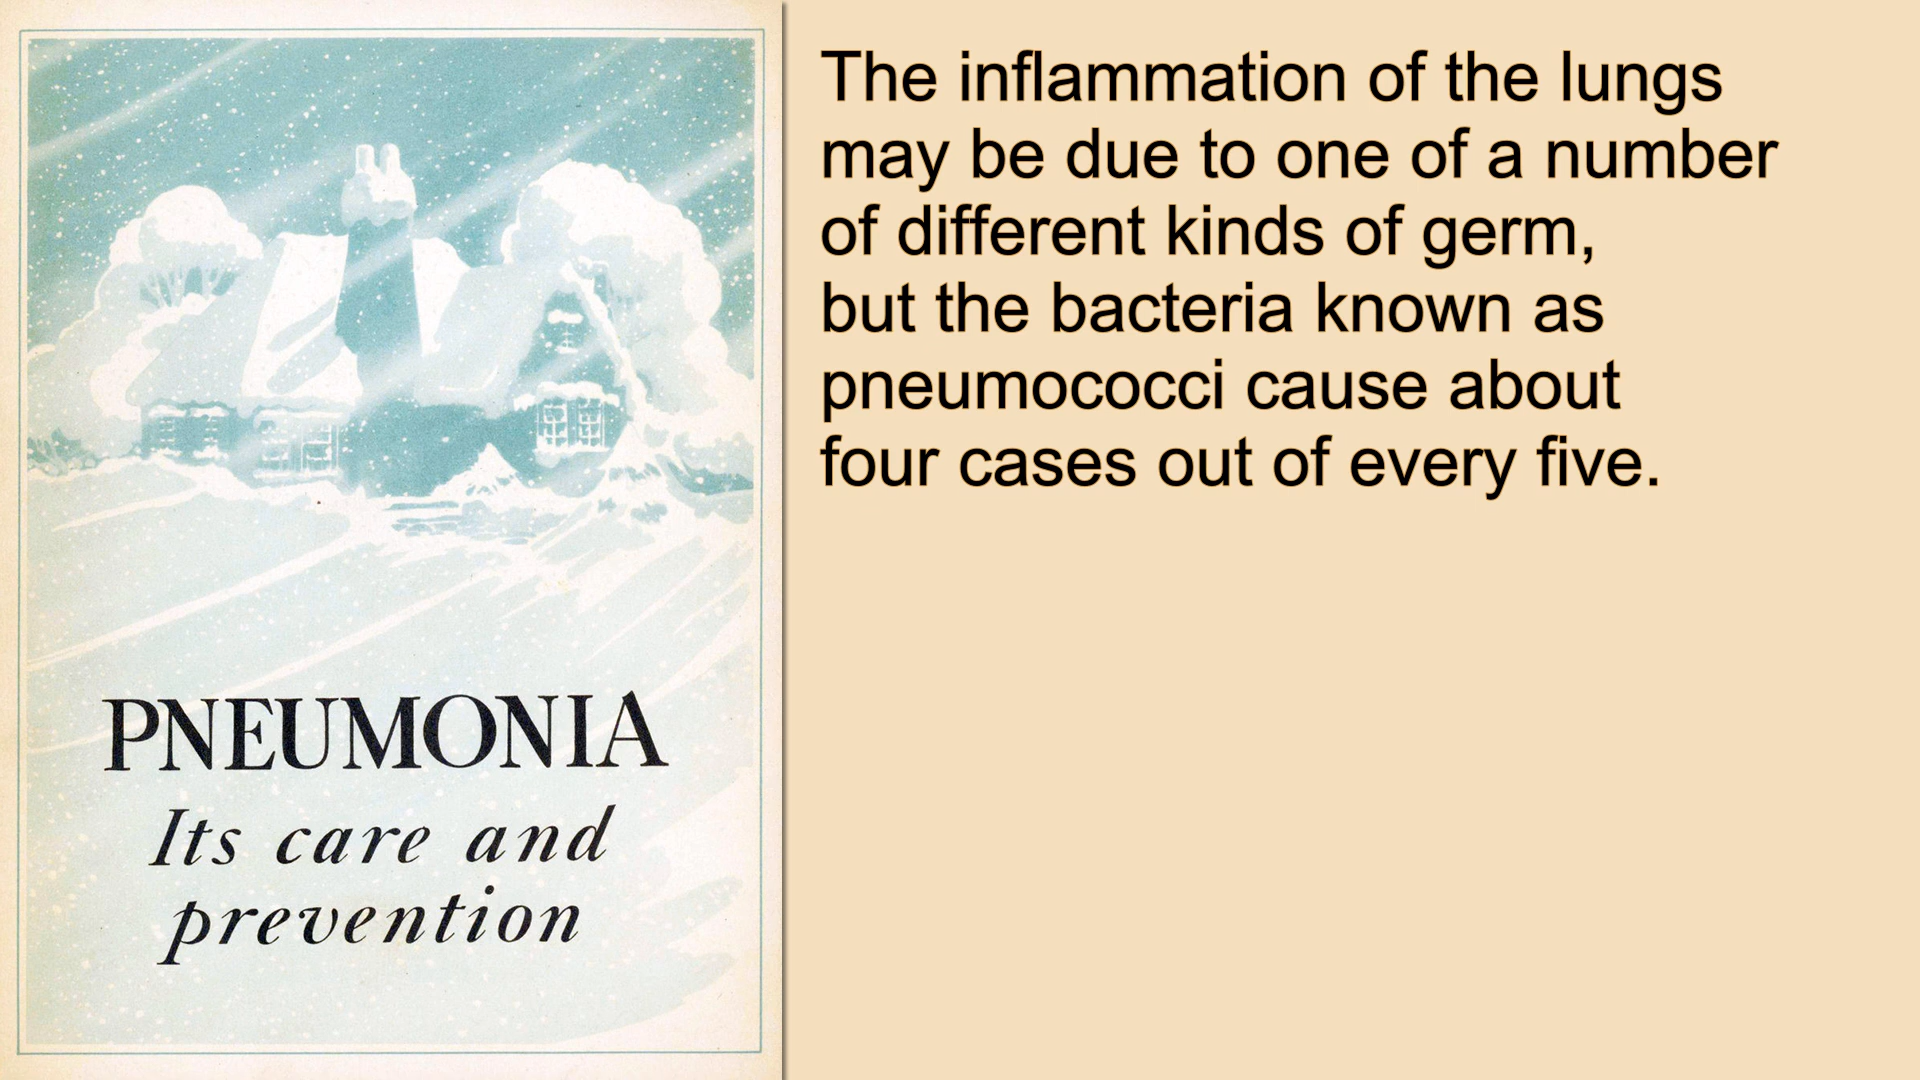 PNEUMONIA
Its care and
prevention
The inflammation of the lungs
may be due to one of a number
of different kinds of germ,
but the bacteria known as
pneumococci cause about
four cases out of every five.